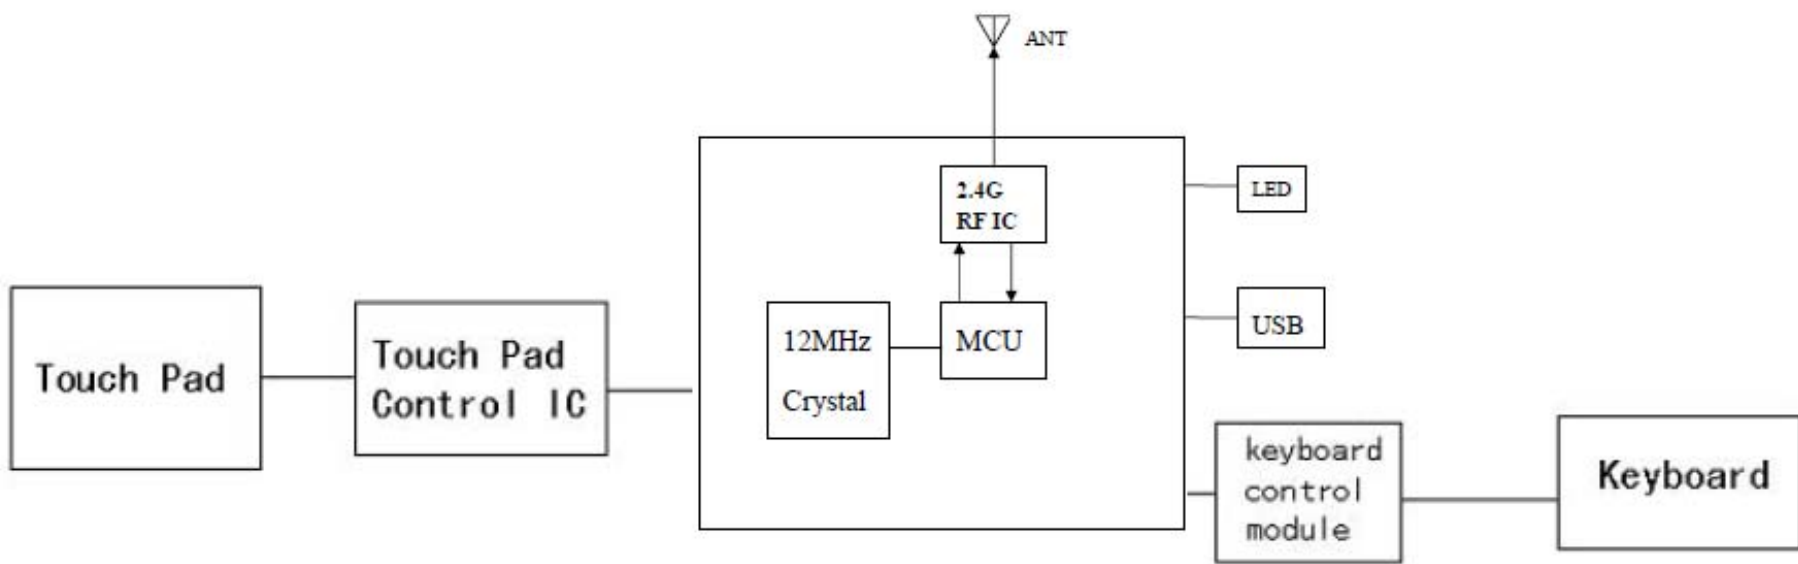 ANT
2.4G
RF IC
LED
Touch Pad
Touch Pad
Control IC
12MHz
Crystal
MCU
USB
keyboard
control
module
Keyboard